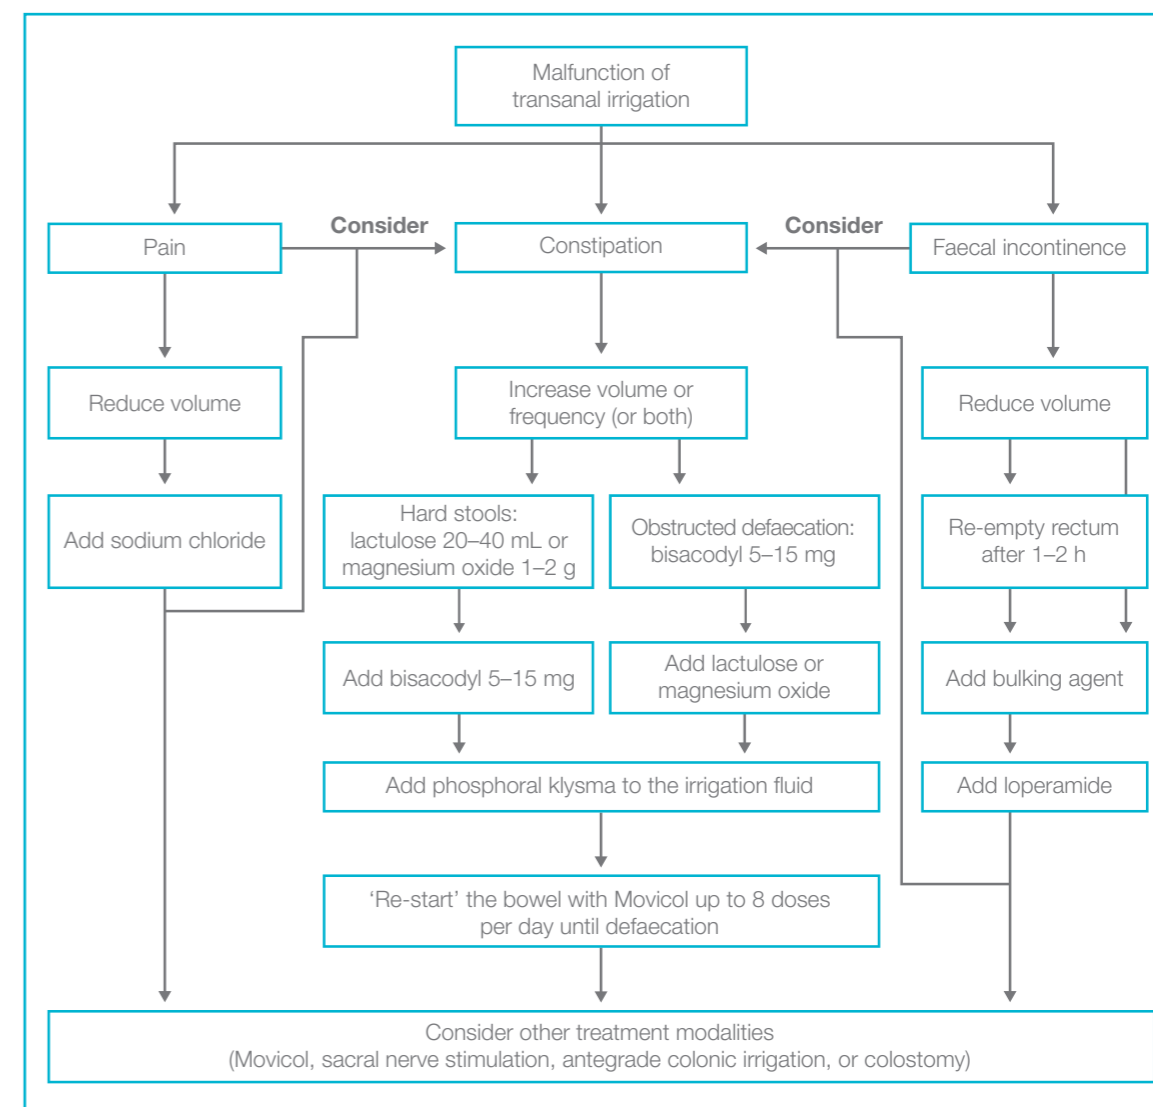 Malfunction of
transanal irrigation
Consider
Consider
Pain
Constipation
Faecal incontinence
Reduce volume
Increase volume or
frequency (or both)
Reduce volume
Add sodium chloride
Hard stools:
lactulose 20–40 mL or
magnesium oxide 1–2 g
Obstructed defaecation:
bisacodyl 5–15 mg
Re-empty rectum
after 1–2 h
Add bisacodyl 5–15 mg
Add lactulose or
magnesium oxide
Add bulking agent
Add phosphoral klysma to the irrigation fluid
Add loperamide
‘Re-start’ the bowel with Movicol up to 8 doses
per day until defaecation
Consider other treatment modalities
(Movicol, sacral nerve stimulation, antegrade colonic irrigation, or colostomy)